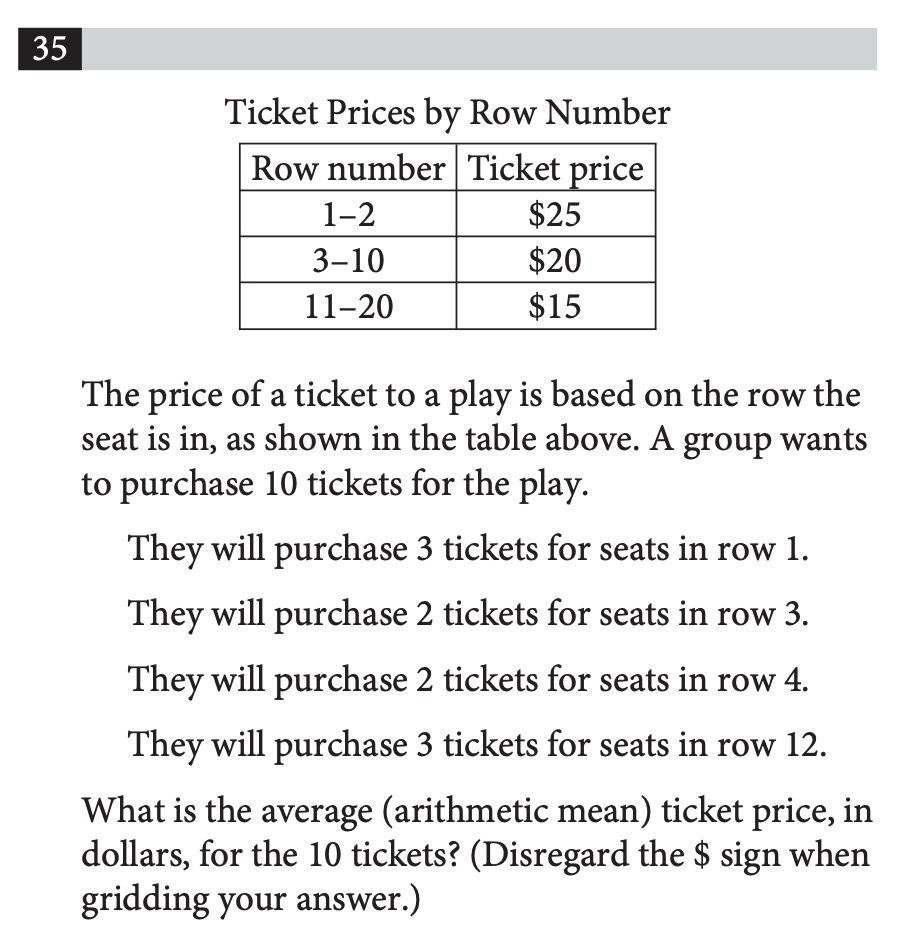 35
Ticket Prices by Row Number
Row number Ticket price
1–2 $25
3–10 $20
11–20 $15
The price of a ticket to a play is based on the row the
seat is in, as shown in the table above. A group wants
to purchase 10 tickets for the play.
They will purchase 3 tickets for seats in row 1.
They will purchase 2 tickets for seats in row 3.
They will purchase 2 tickets for seats in row 4.
They will purchase 3 tickets for seats in row 12.
What is the average (arithmetic mean) ticket price, in
dollars, for the 10 tickets? (Disregard the $ sign when
gridding your answer.)